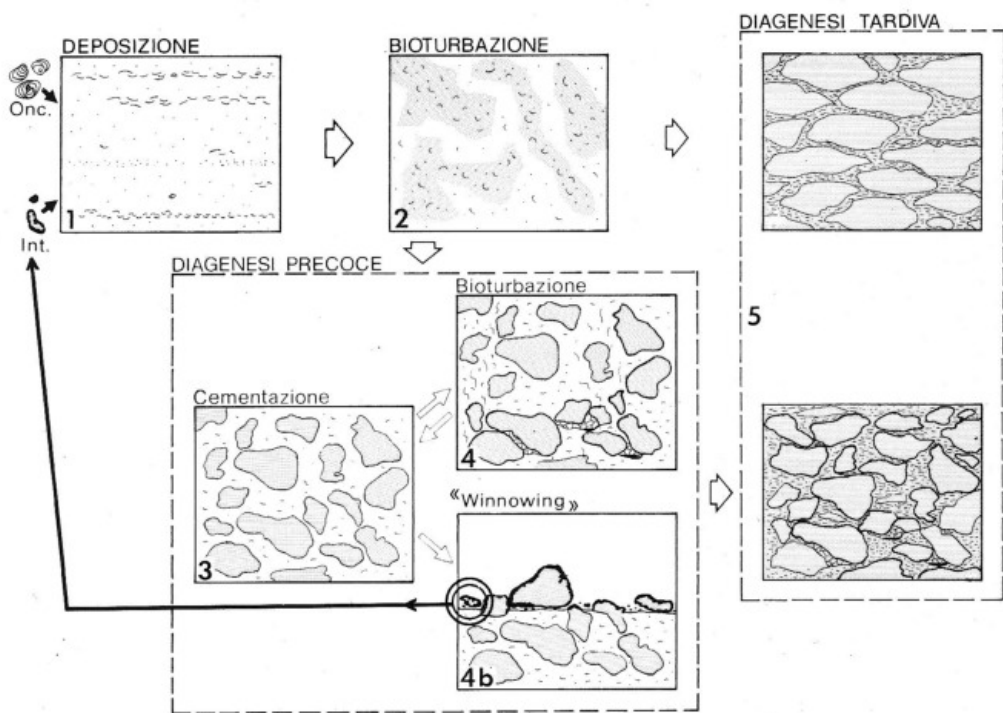 DEPOSIZIONE
BIOTURBAZIONE
DIAGENESI TARDIVA
Onc.
Int.
1
2
DIAGENESI PRECOCE
Bioturbazione
5
Cementazione
4
«Winnowing»
3
4b